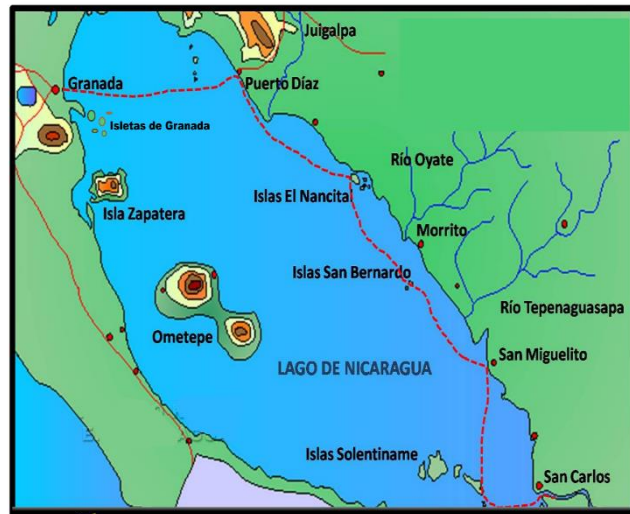 Juigalpa
Granada
Puerto Díaz
Isletas de Granada
Río Oyate
Isla Zapatera
Islas El Nancital
Morrito
Islas San Bernardo
Río Tepenaguasapa
Ometepe
San Miguelito
LAGO DE NICARAGUA
Islas Solentiname
San Carlos